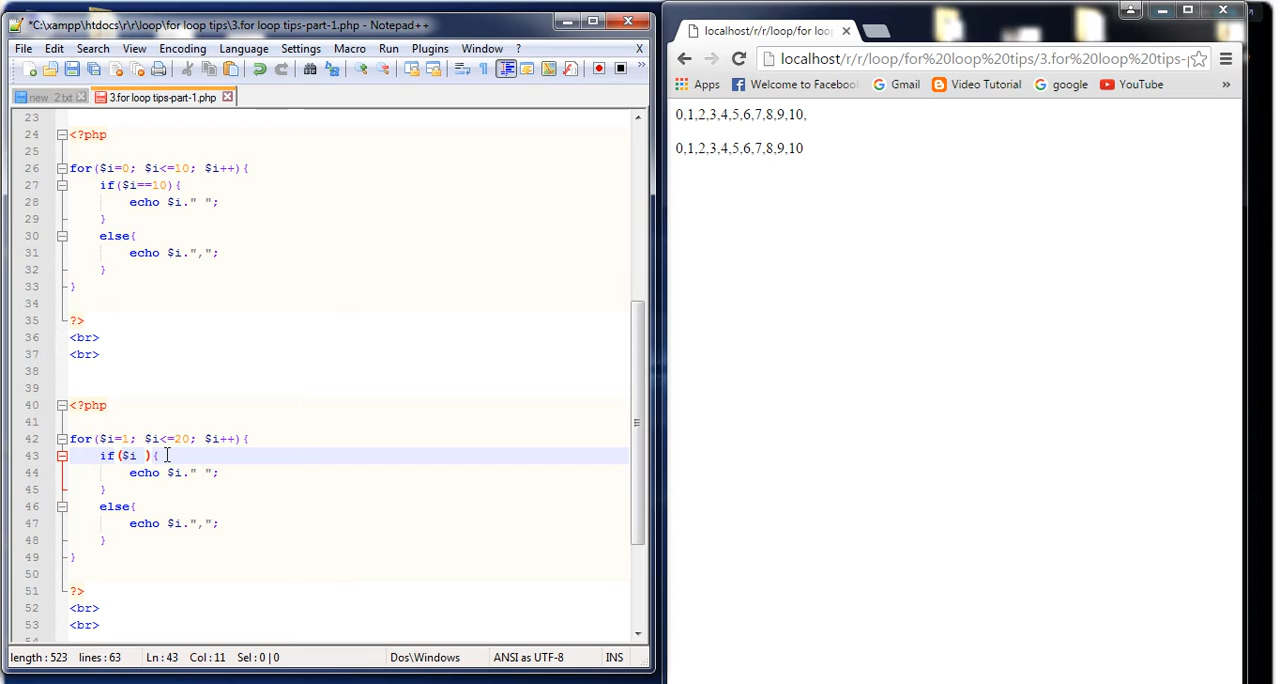 *C:\xampp\htdocs\r\r\loop\for loop tips\3.for loop tips-part-1.php - Notepad++
File Edit Search View Encoding Language Settings Macro Run Plugins Window ? X
new 2.txt 3.for loop tips-part-1.php
23
24 <?php
25
26 for($i=0; $i<=10; $i++){
27 if($i==10){
28 echo $i." ";
29 }
30 else{
31 echo $i.",";
32 }
33 }
34
35 ?>
36 <br>
37 <br>
38
39
40 <?php
41
42 for($i=1; $i<=20; $i++){
43 if($i ){
44 echo $i." ";
45 }
46 else{
47 echo $i.",";
48 }
49 }
50
51 ?>
52 <br>
53 <br>
54
length : 523 lines : 63 Ln : 43 Col : 11 Sel : 0 | 0 Dos\Windows ANSI as UTF-8 INS
localhost/r/r/loop/for loo
localhost/r/r/loop/for%20loop%20tips/3.for%20loop%20tips-
Apps Welcome to Facebook Gmail Video Tutorial google YouTube
0,1,2,3,4,5,6,7,8,9,10,
0,1,2,3,4,5,6,7,8,9,10